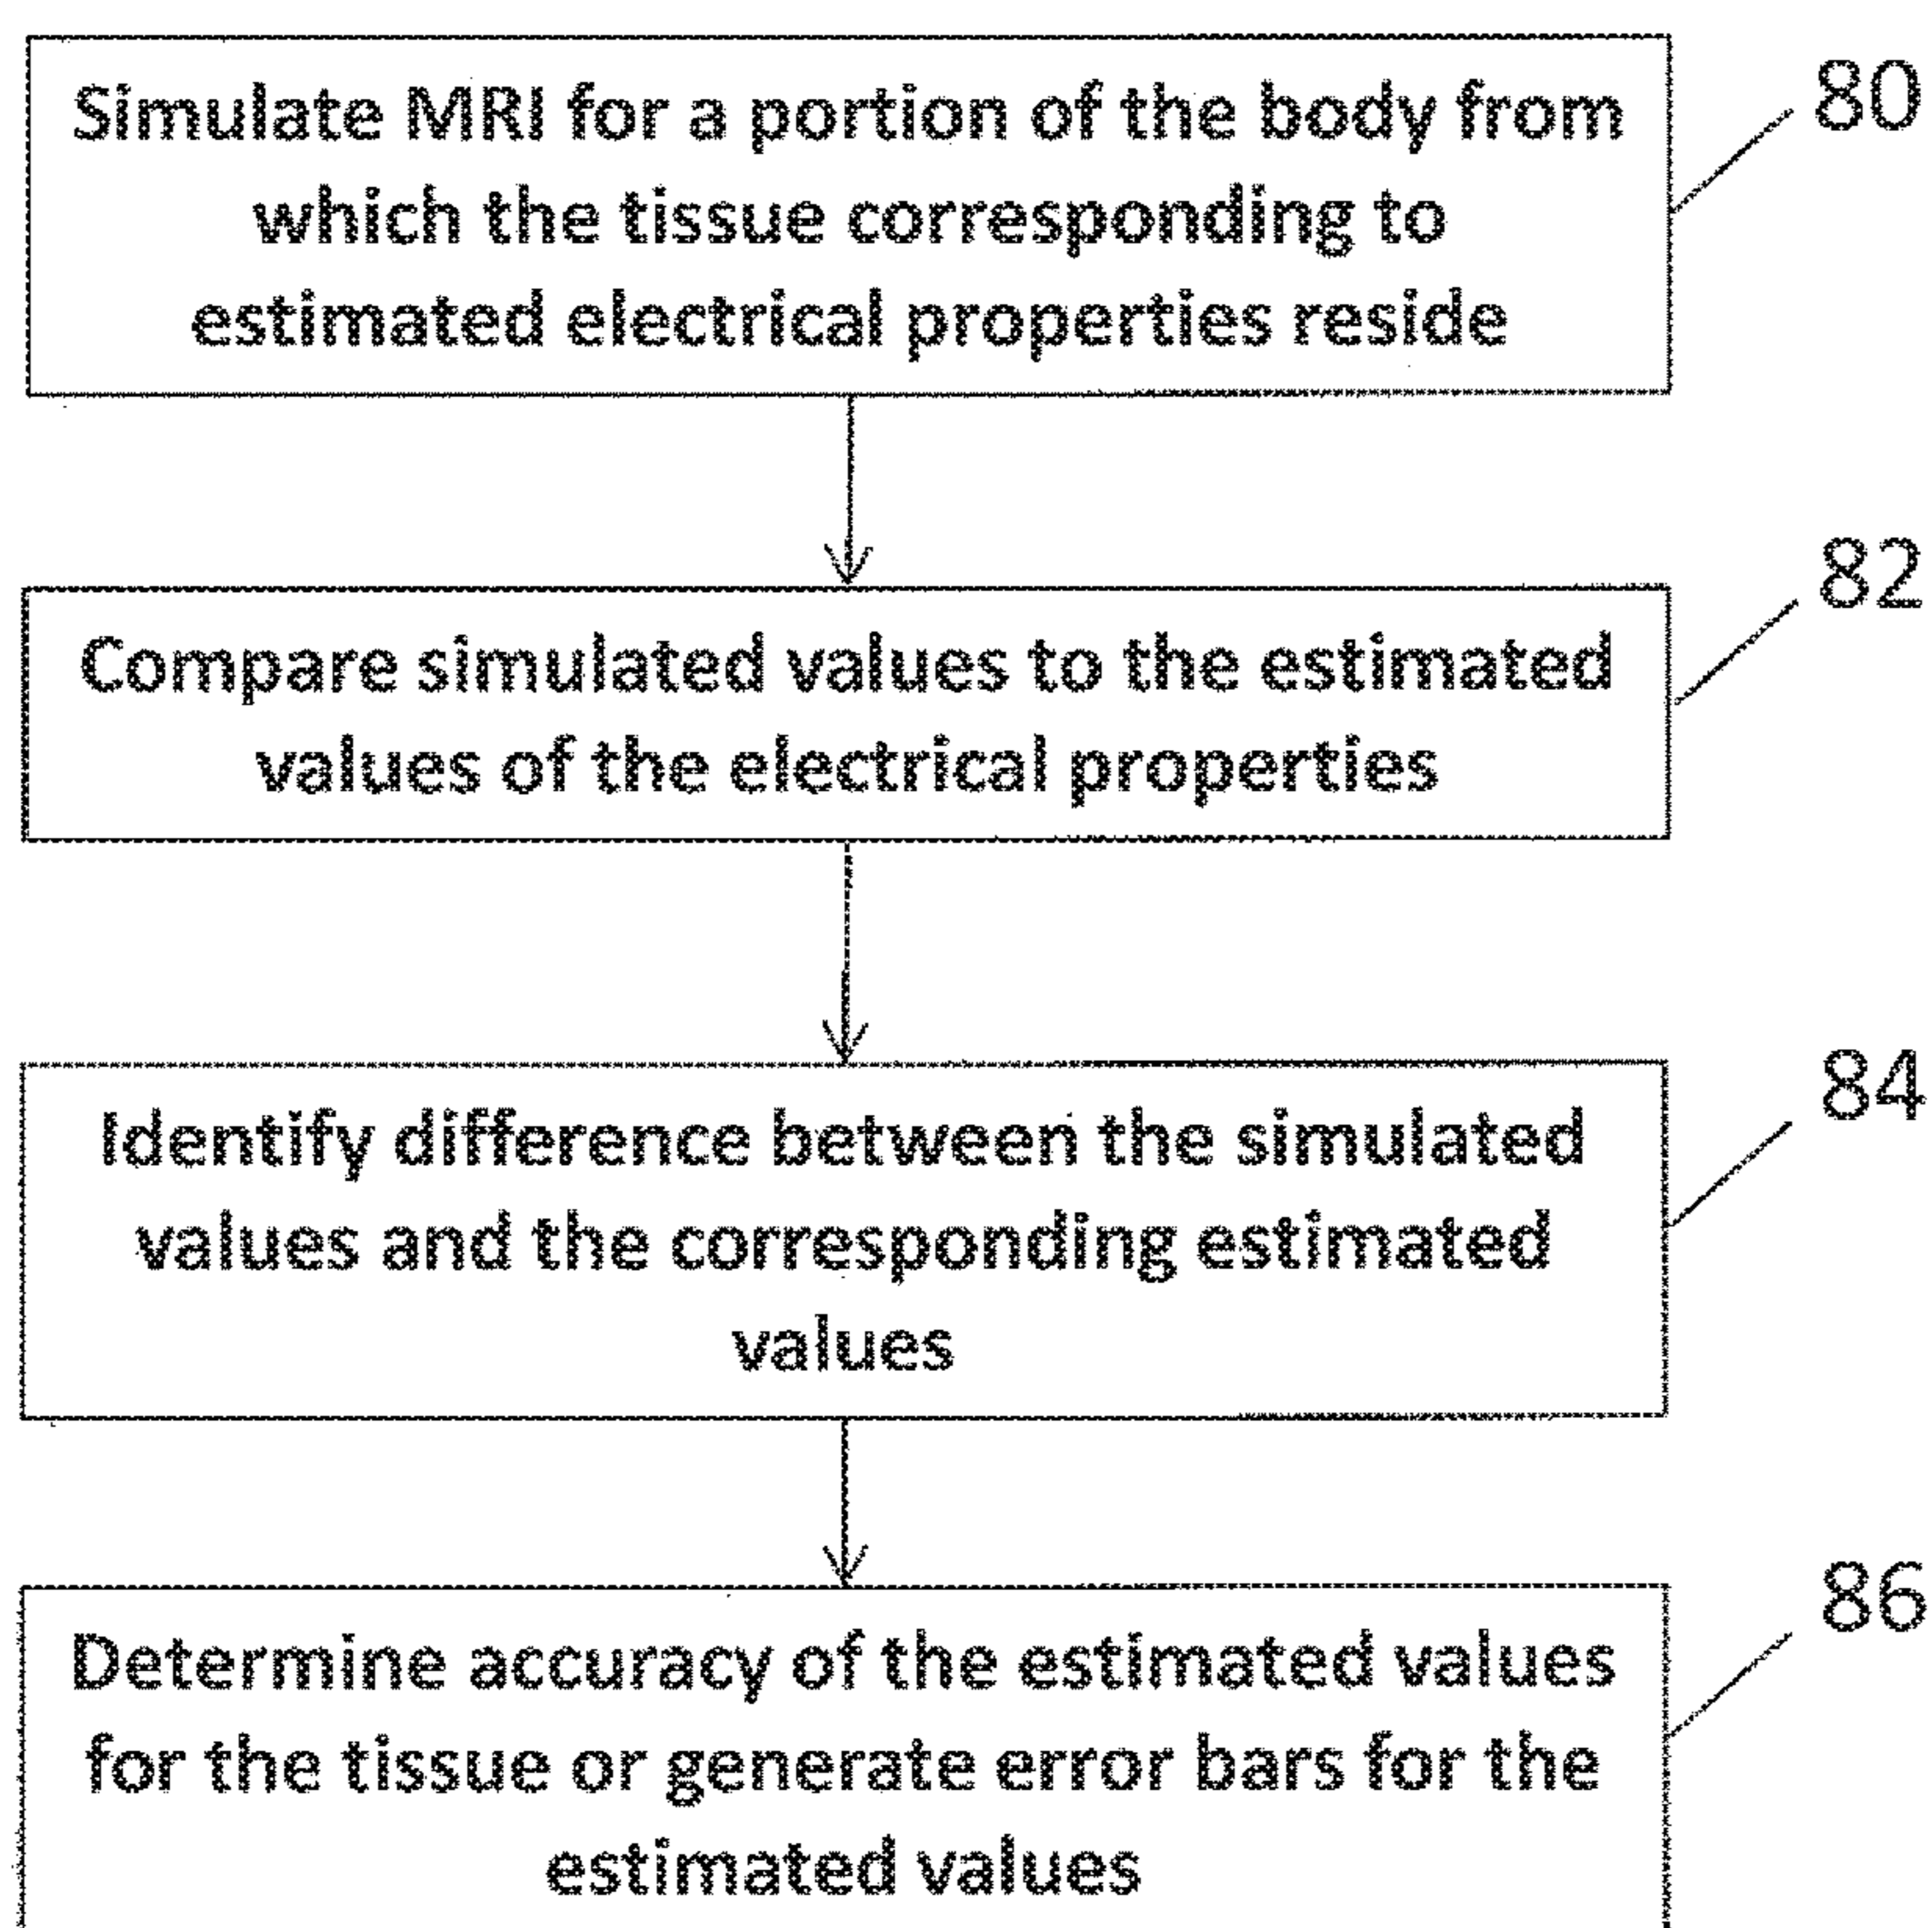 Simulate MRI for a portion of the body from
80
which the tissue corresponding to
estimated electrical properties reside
82
Compare simulated values to the estimated
values of the electrical properties
84
Identify difference between the simulated
values and the corresponding estimated
values
86
Determine accuracy of the estimated values
for the tissue or generate error bars for the
estimated values